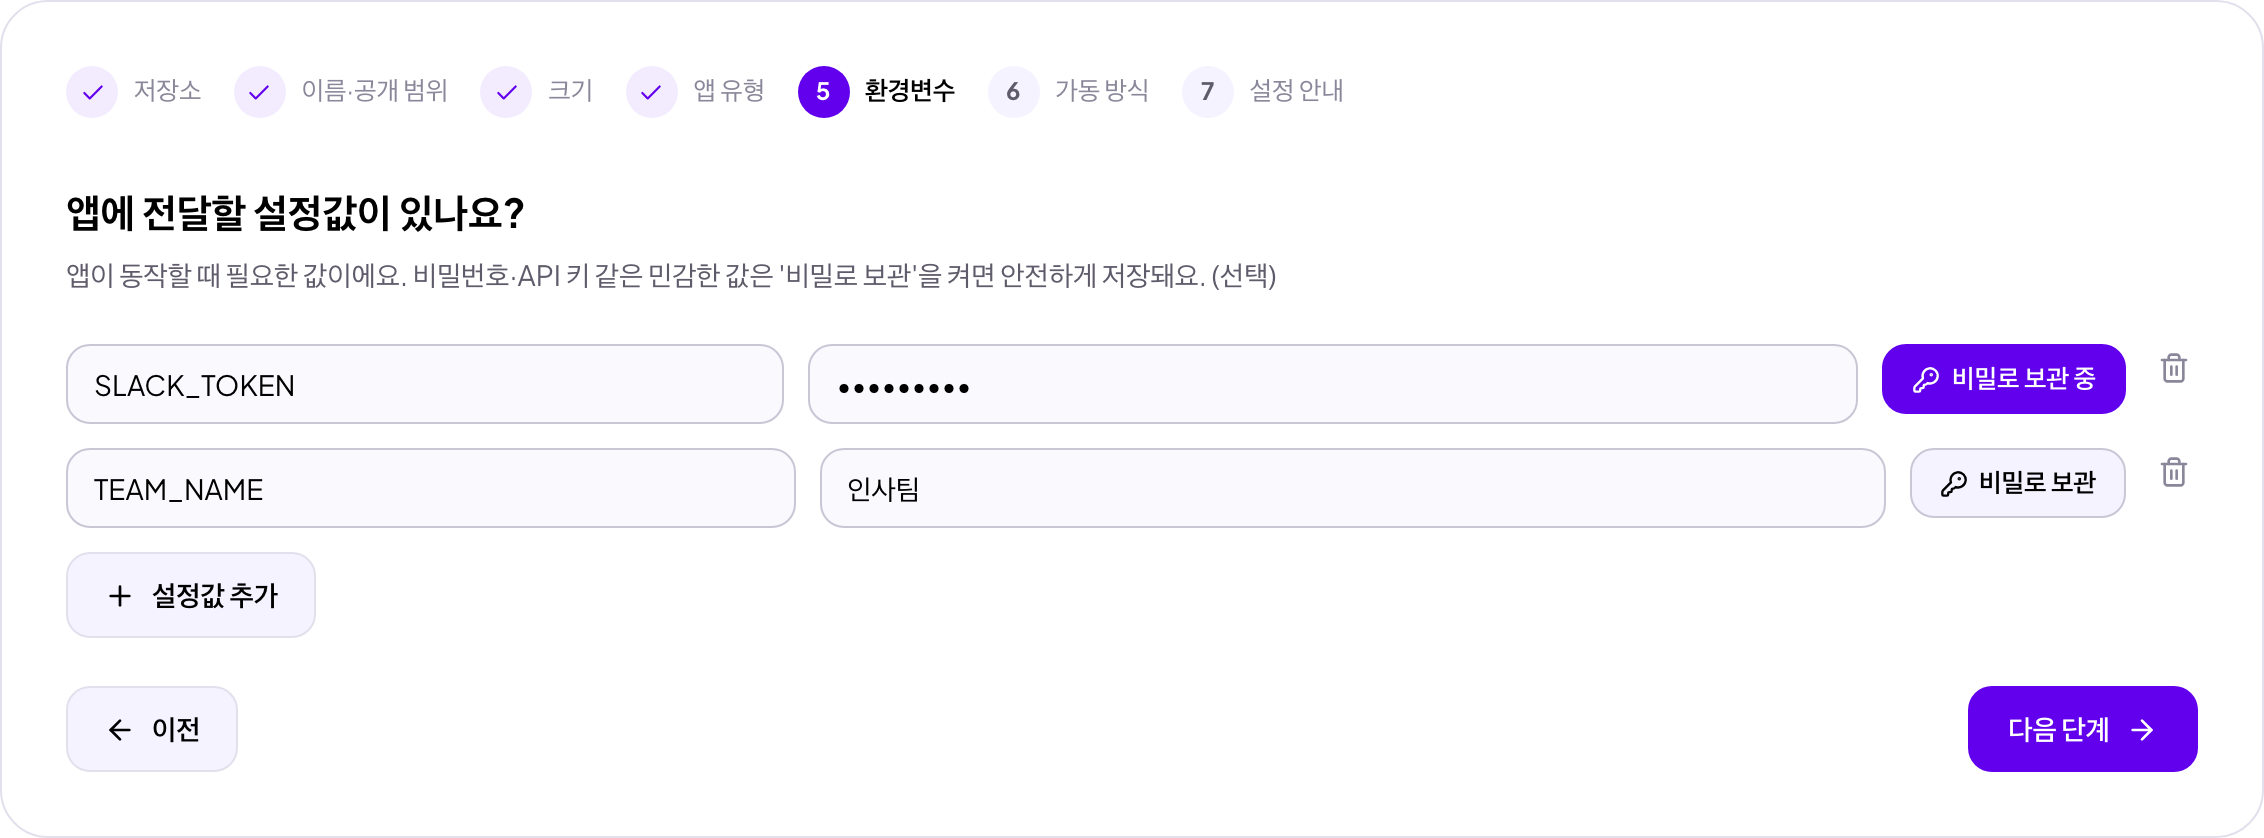 저장소 이름·공개 범위 크기 앱 유형 5 환경변수 6 가동 방식 7 설정 안내
앱에 전달할 설정값이 있나요?
앱이 동작할 때 필요한 값이에요. 비밀번호·API 키 같은 민감한 값은 '비밀로 보관'을 켜면 안전하게 저장돼요. (선택)
SLACK_TOKEN ••••••••• 비밀로 보관 중
TEAM_NAME 인사팀 비밀로 보관
설정값 추가
이전 다음 단계